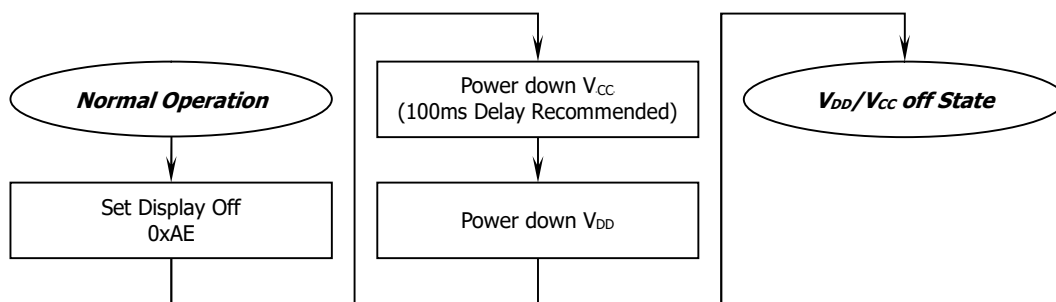 Normal Operation
Set Display Off
0xAE
Power down VCC
(100ms Delay Recommended)
Power down VDD
VDD/VCC off State